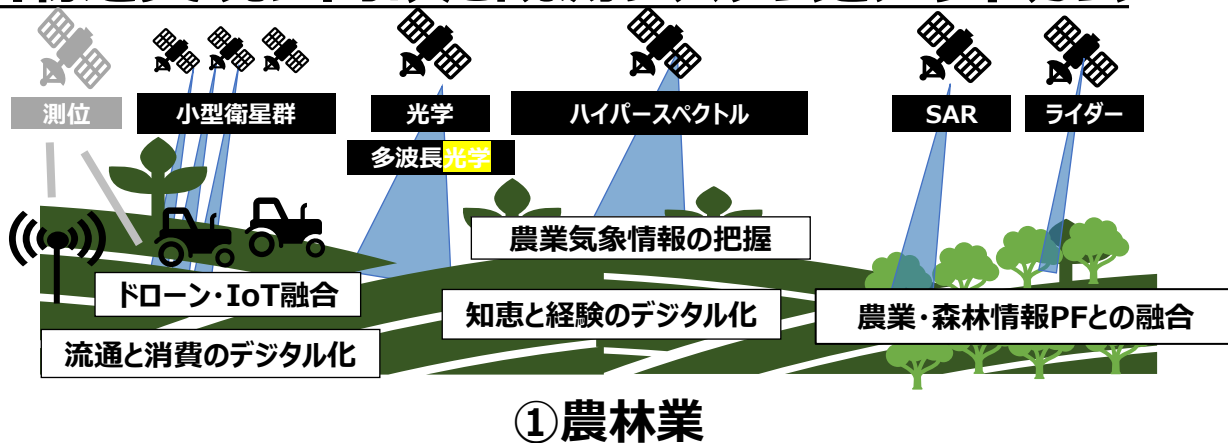 測位
小型衛星群
光学
ハイパースペクトル
SAR
ライダー
多波長光学
農業気象情報の把握
ドローン・IoT融合
知恵と経験のデジタル化
農業・森林情報PFとの融合
流通と消費のデジタル化
①農林業